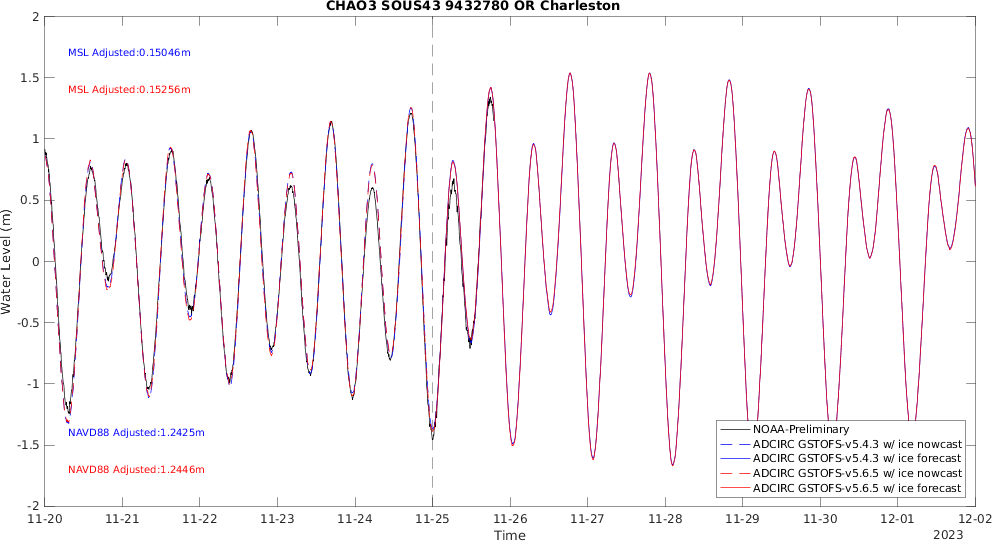 CHAO3 SOUS43 9432780 OR Charleston
2
1.5
1
0.5
0
-0.5
-1
-1.5
-2
Water Level (m)
MSL Adjusted:0.15046m
MSL Adjusted:0.15256m
NAVD88 Adjusted:1.2425m
NAVD88 Adjusted:1.2446m
NOAA-Preliminary
ADCIRC GSTOFS-v5.4.3 w/ ice nowcast
ADCIRC GSTOFS-v5.4.3 w/ ice forecast
ADCIRC GSTOFS-v5.6.5 w/ ice nowcast
ADCIRC GSTOFS-v5.6.5 w/ ice forecast
11-20 11-21 11-22 11-23 11-24 11-25 11-26 11-27 11-28 11-29 11-30 12-01 12-02
Time
2023